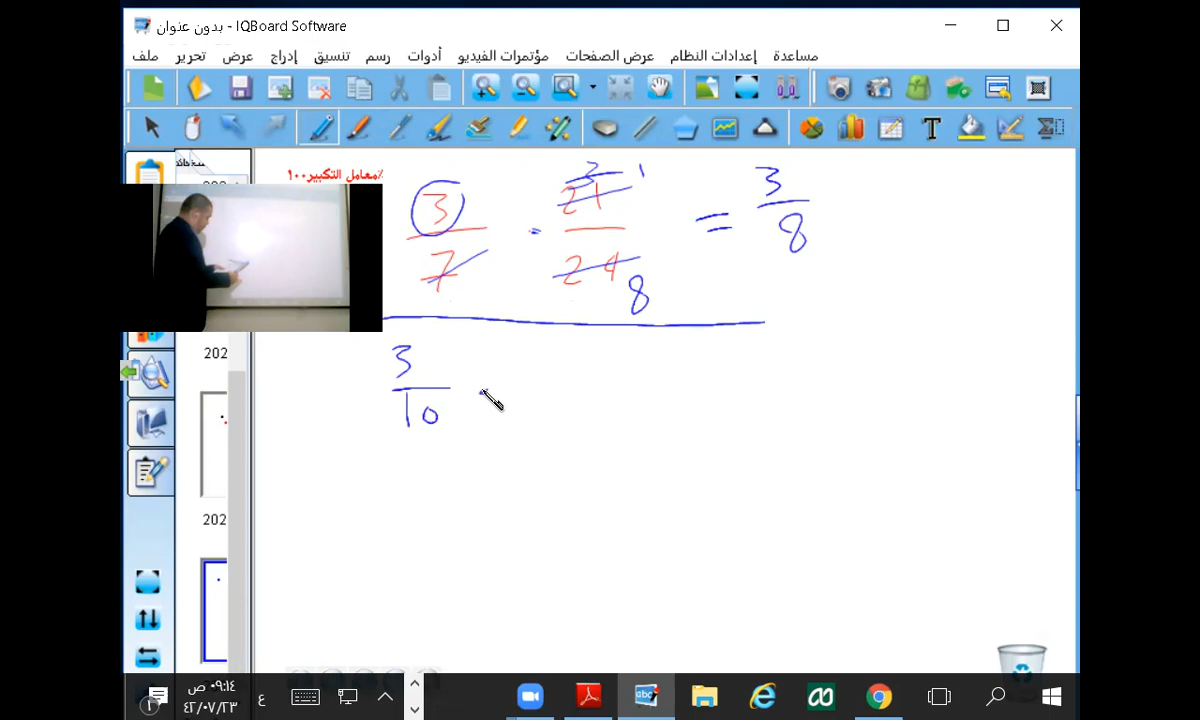 بدون عنوان - IQBoard Software
ملف تحرير عرض إدراج تنسيق رسم أدوات مؤتمرات الفيديو عرض الصفحات إعدادات النظام مساعدة
معامل التكبير١٠٠٪
3/7 · 21/24 = 3/8
3 1
8
3/10
202
202
٠٩:١٤ ص
٤٢/٠٧/٢٣
ع